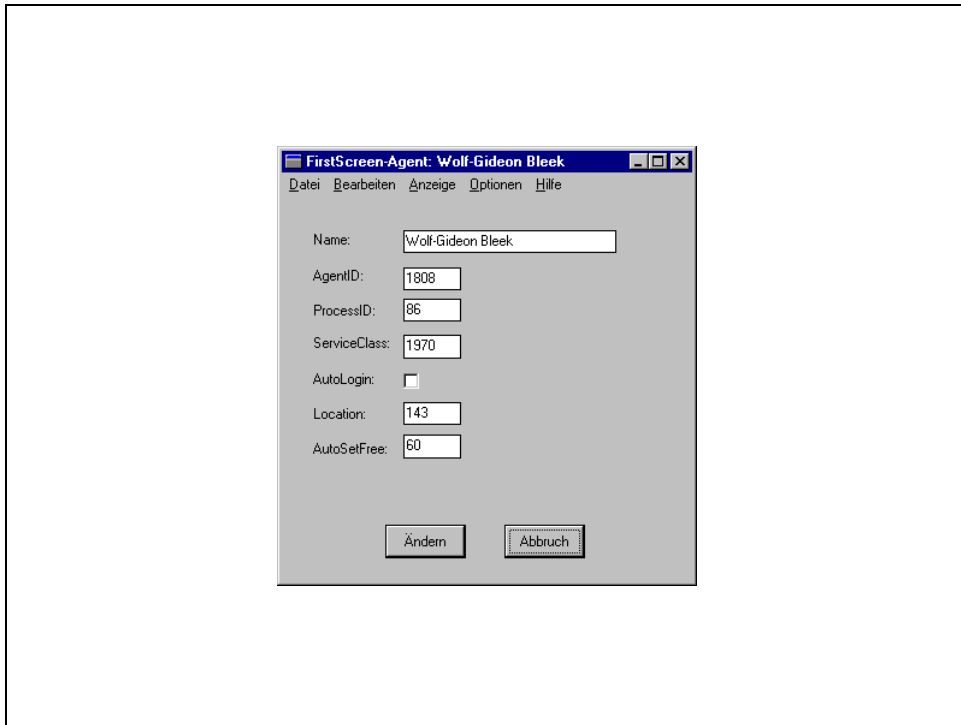 FirstScreen-Agent: Wolf-Gideon Bleek
Datei Bearbeiten Anzeige Optionen Hilfe
Name: Wolf-Gideon Bleek
AgentID: 1808
ProcessID: 86
ServiceClass: 1970
AutoLogin:
Location: 143
AutoSetFree: 60
Ändern Abbruch